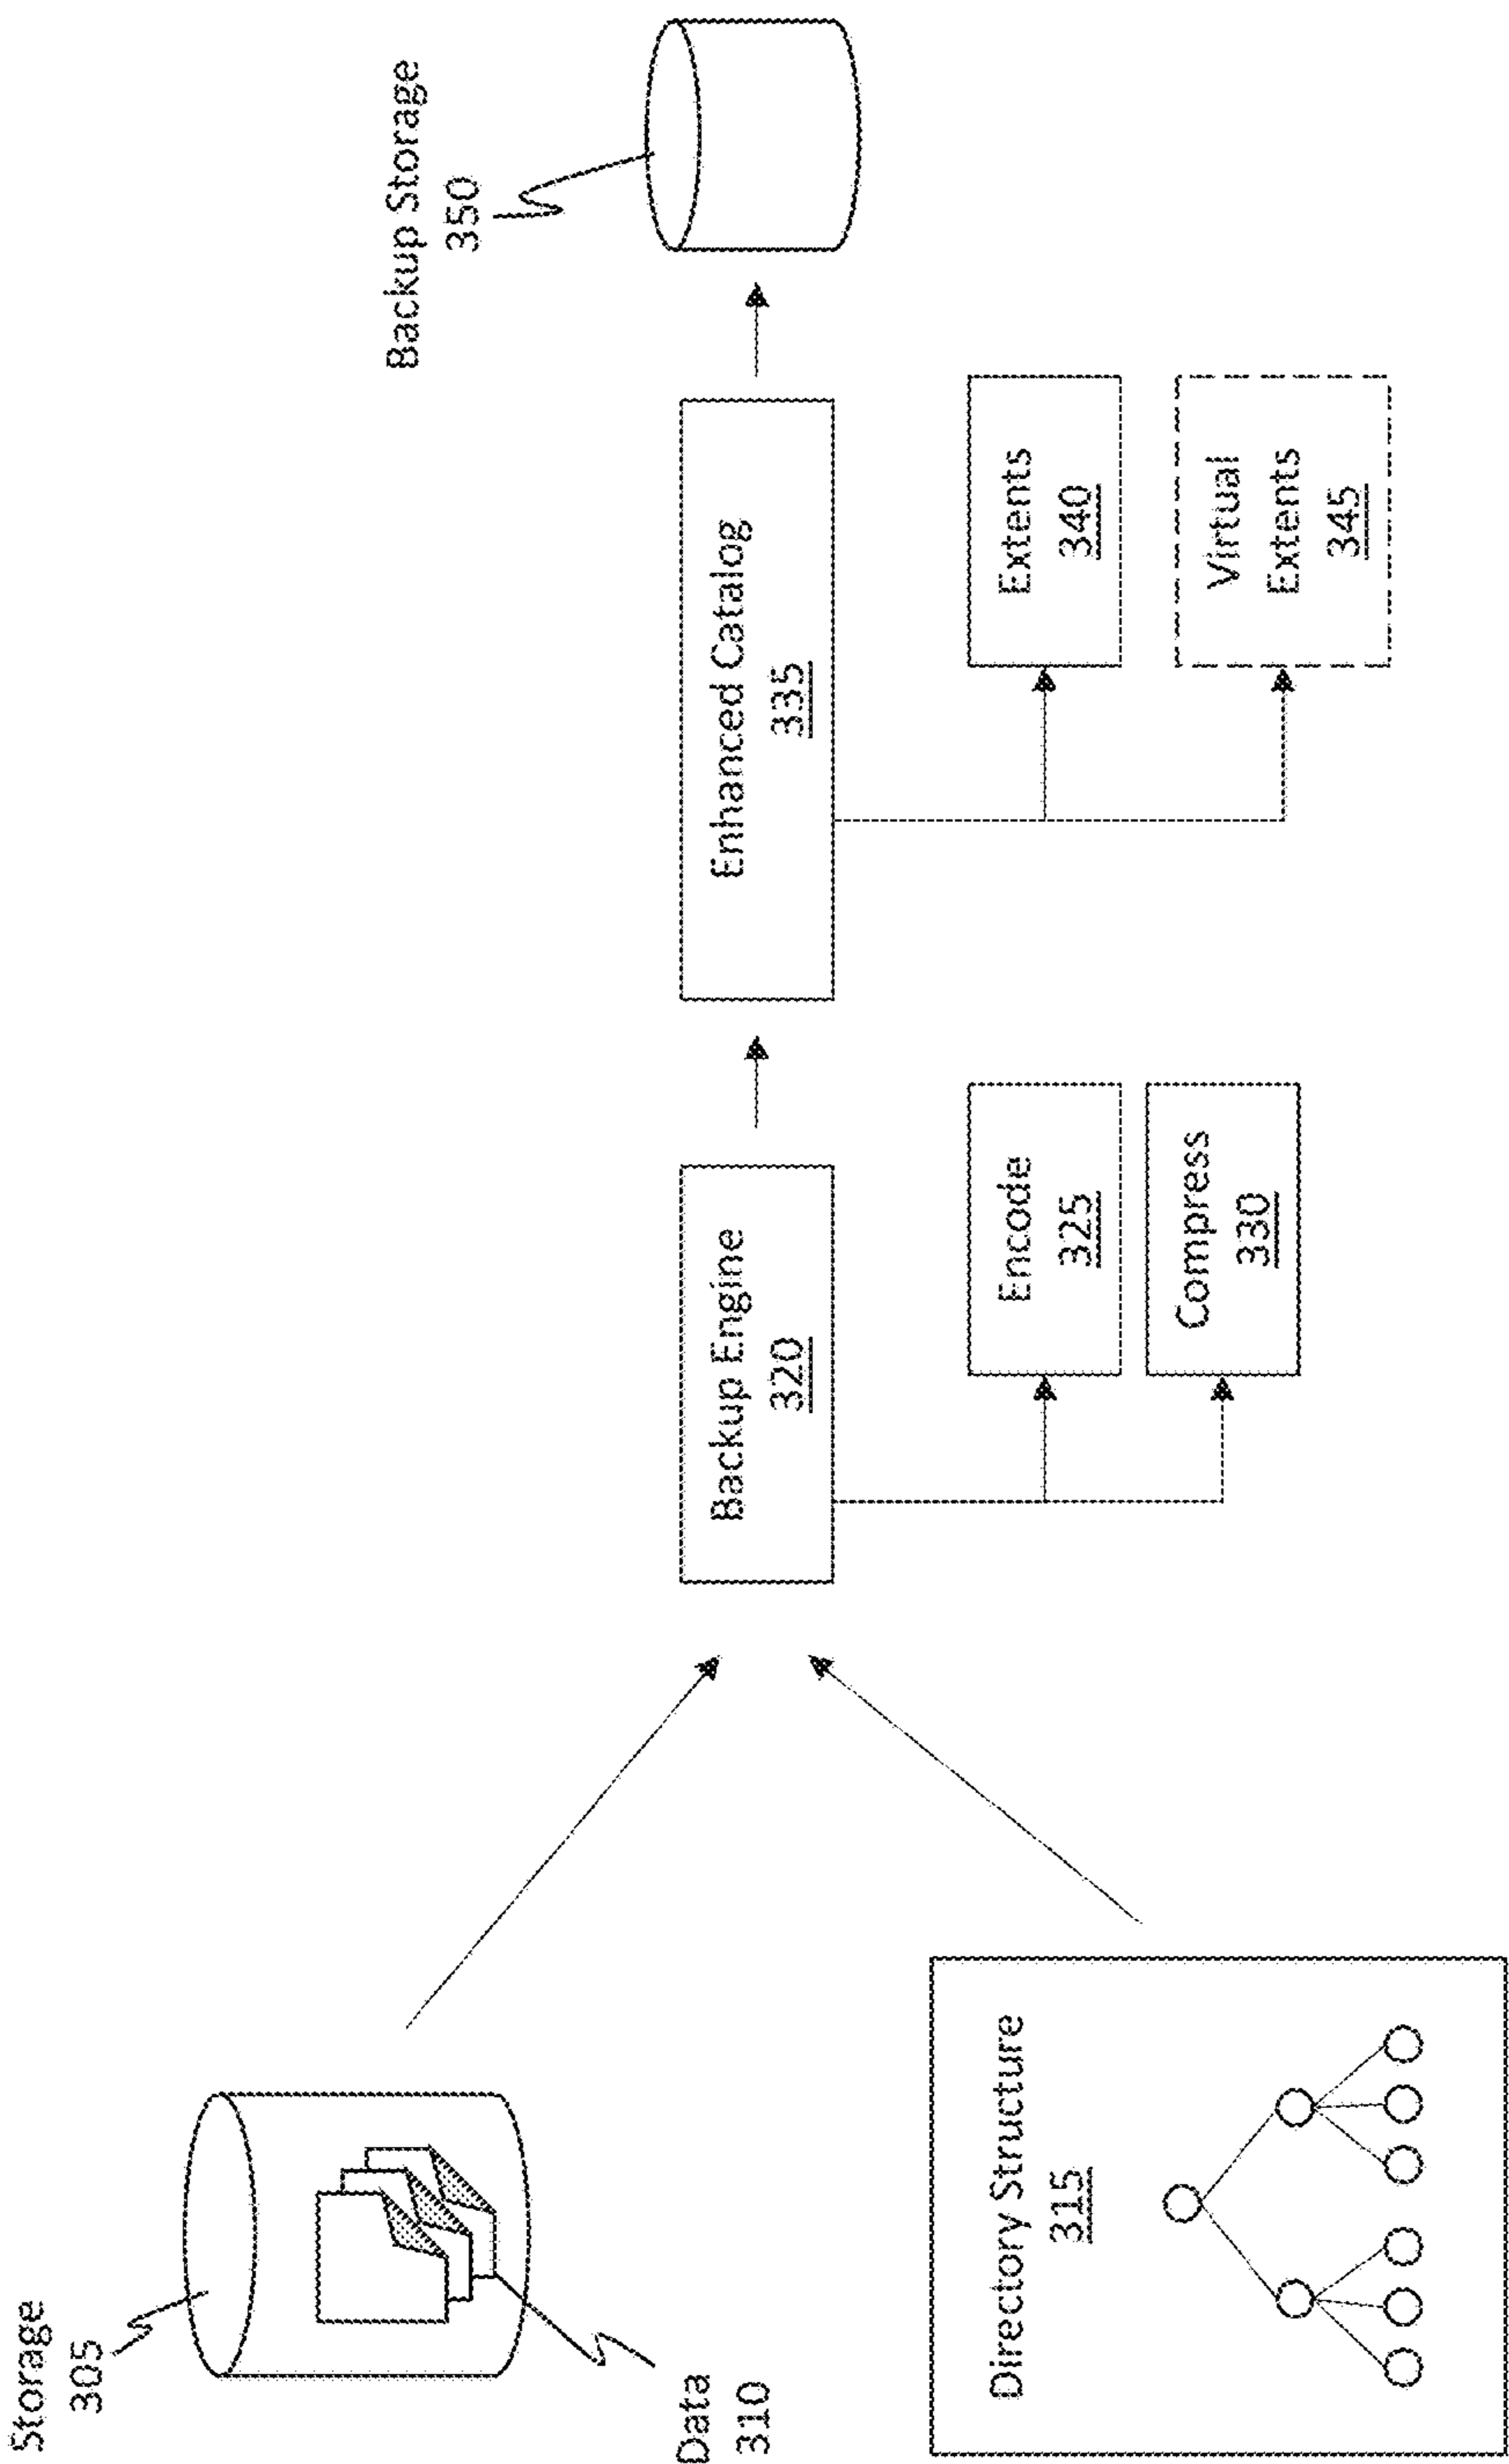 Storage
305
Data
310
Directory Structure
315
Backup Engine
320
Encode
325
Compress
330
Enhanced Catalog
335
Extents
340
Virtual
Extents
345
Backup Storage
350